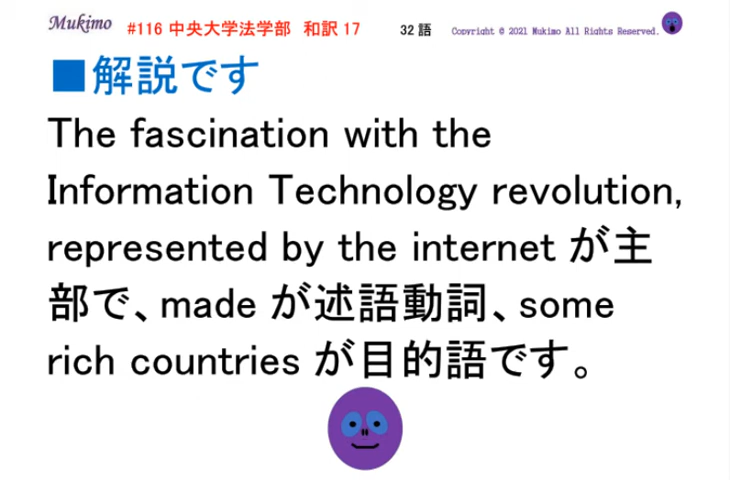 Mukimo #116 中央大学法学部 和訳 17 32 語 Copyright © 2021 Mukimo All Rights Reserved.
■解説です
The fascination with the
Information Technology revolution,
represented by the internet が主
部で、made が述語動詞、some
rich countries が目的語です。